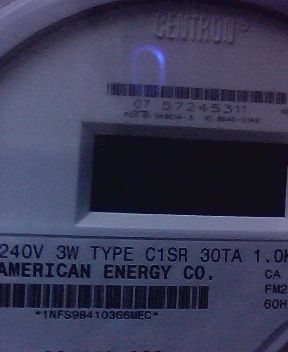 CENTRON®
07 57245311
240V 3W TYPE C1SR 30TA 1.0K
AMERICAN ENERGY CO.
CA
FM2
60H
*1NFS98410366MEC*